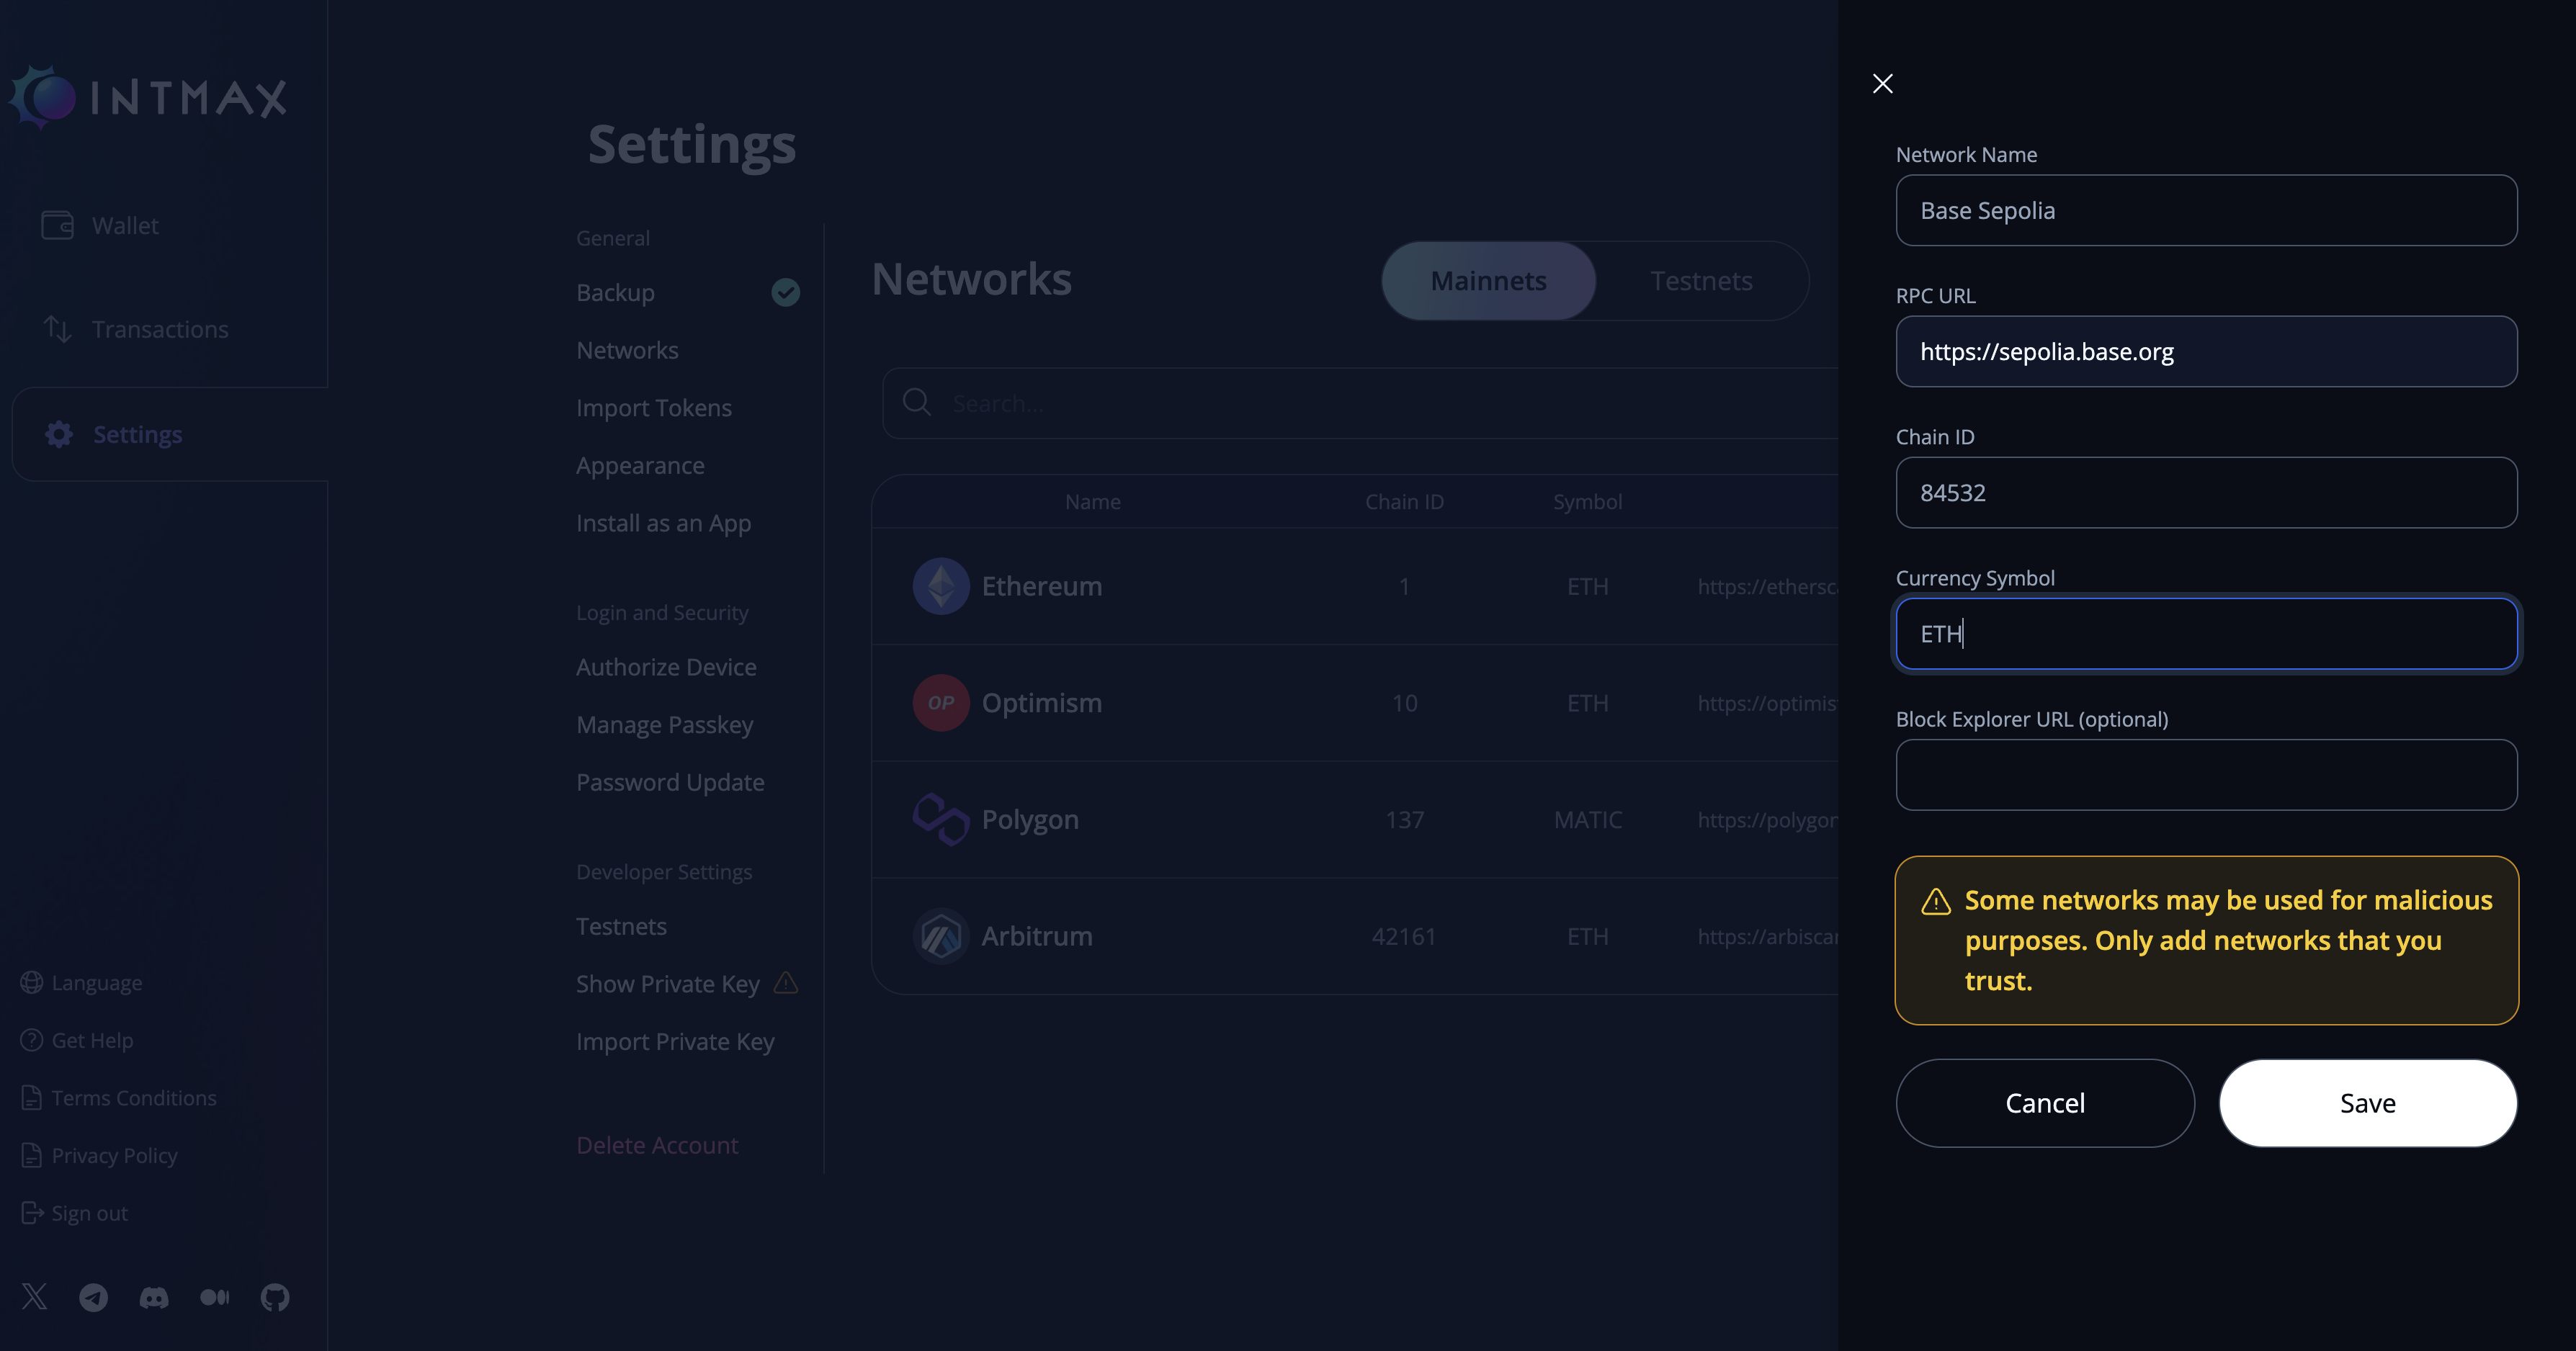 INTMAX
Wallet
Transactions
Settings
Language
Get Help
Terms Conditions
Privacy Policy
Sign out
Settings
General
Backup
Networks
Import Tokens
Appearance
Install as an App
Login and Security
Authorize Device
Manage Passkey
Password Update
Developer Settings
Testnets
Show Private Key
Import Private Key
Delete Account
Networks
Mainnets Testnets
Search...
Name Chain ID Symbol
Ethereum 1 ETH https://ethersc
OP Optimism 10 ETH https://optimis
Polygon 137 MATIC https://polygon
Arbitrum 42161 ETH https://arbiscan
Network Name
Base Sepolia
RPC URL
https://sepolia.base.org
Chain ID
84532
Currency Symbol
ETH
Block Explorer URL (optional)
Some networks may be used for malicious
purposes. Only add networks that you
trust.
Cancel Save